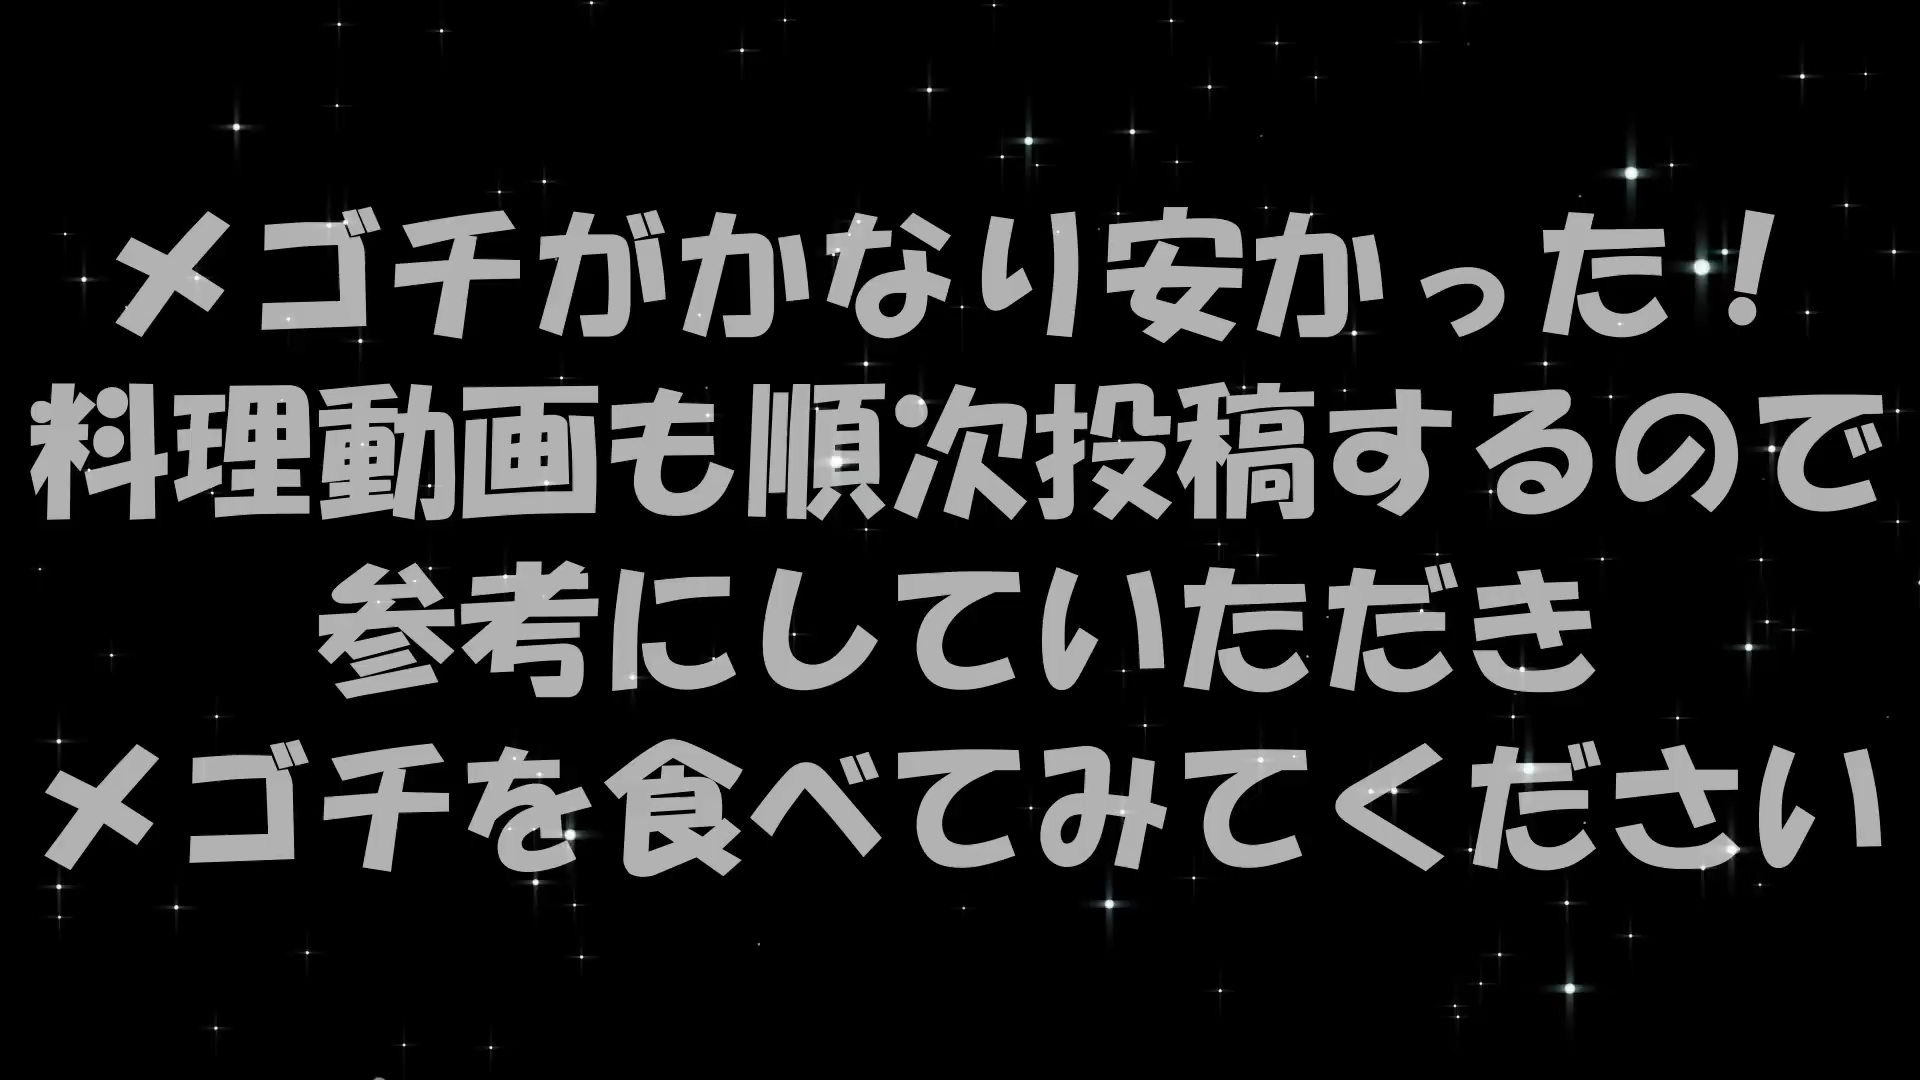 メゴチがかなり安かった！
料理動画も順次投稿するので
参考にしていただき
メゴチを食べてみてください